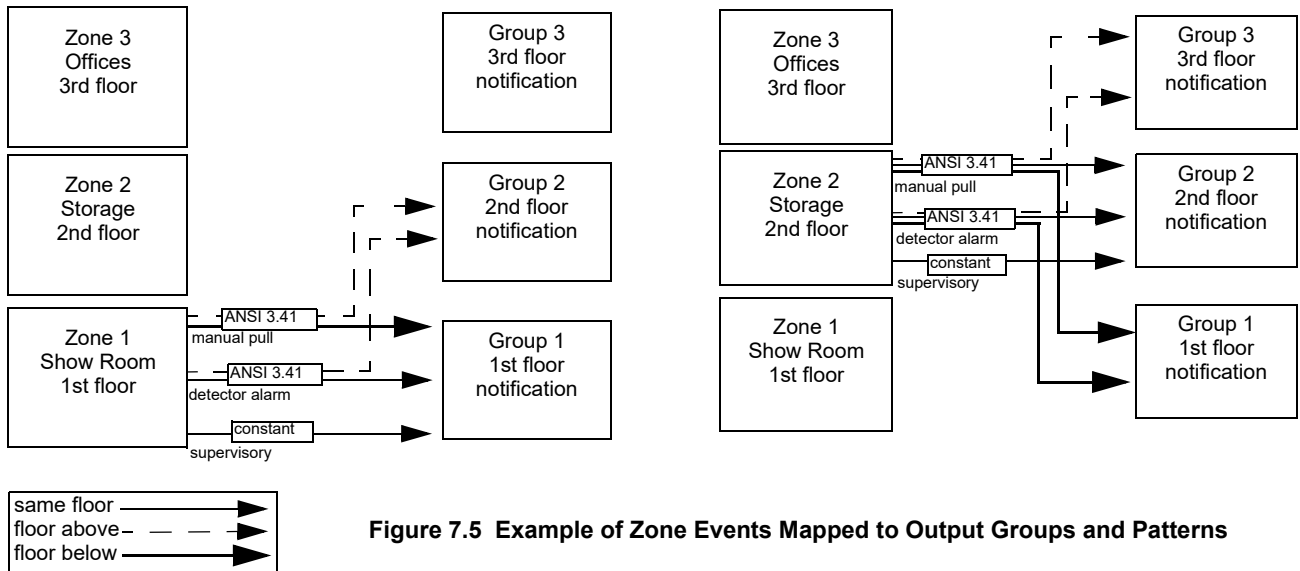 Zone 3
Offices
3rd floor
Group 3
3rd floor
notification
Zone 2
Storage
2nd floor
Group 2
2nd floor
notification
Zone 1
Show Room
1st floor
ANSI 3.41
manual pull
ANSI 3.41
detector alarm
constant
supervisory
Group 1
1st floor
notification
Zone 3
Offices
3rd floor
Group 3
3rd floor
notification
Zone 2
Storage
2nd floor
ANSI 3.41
manual pull
ANSI 3.41
detector alarm
constant
supervisory
Group 2
2nd floor
notification
Zone 1
Show Room
1st floor
Group 1
1st floor
notification
same floor
floor above
floor below
Figure 7.5 Example of Zone Events Mapped to Output Groups and Patterns